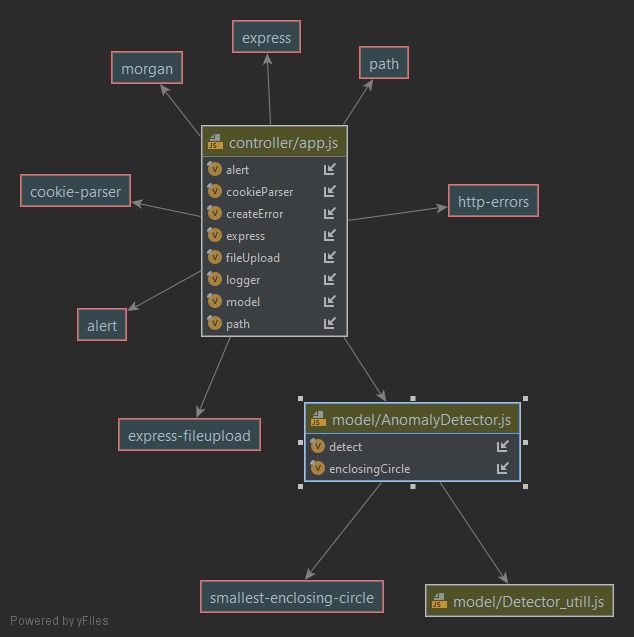 express
morgan
path
controller/app.js
alert
cookieParser
createError
express
fileUpload
logger
model
path
cookie-parser
http-errors
alert
express-fileupload
model/AnomalyDetector.js
detect
enclosingCircle
smallest-enclosing-circle
model/Detector_utill.js
Powered by yFiles